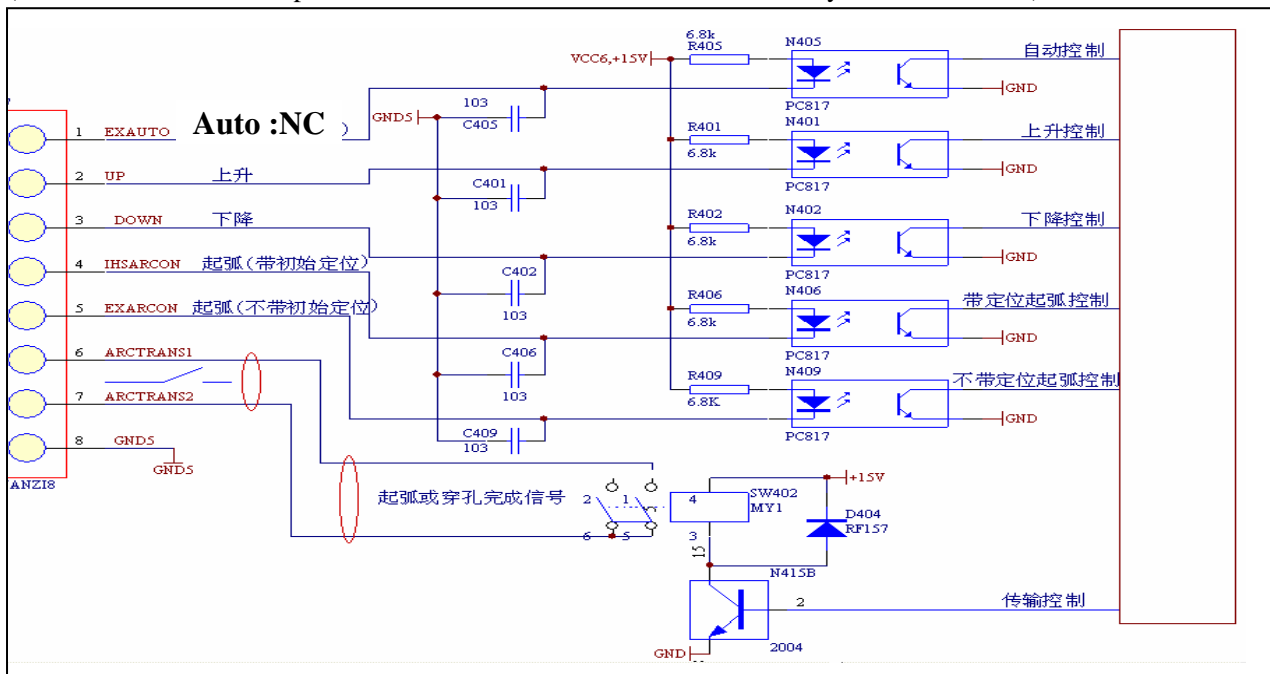 6.8k
R405
N405
VCC6,+15V
自动控制
GND
PC817
103
C405
GND5
1 EXAUTO
Auto :NC
)
R401
6.8k
N401
上升控制
GND
PC817
2 UP 上升
C401
103
3 DOWN 下降
R402
6.8k
N402
下降控制
GND
PC817
4 IHSARCON 起弧(带初始定位)
C402
103
R406
6.8k
N406
带定位起弧控制
GND
PC817
5 EXARCON 起弧(不带初始定位)
6 ARCTRANS1
C406
103
R409
6.8K
N409
不带定位起弧控制
GND
PC817
7 ARCTRANS2
8 GND5
GND5
C409
103
ANZI8
起弧或穿孔完成信号
2 1
6 5
4
3
SW402
MY1
+15V
D404
RF157
15
N415B
2
传输控制
2004
GND